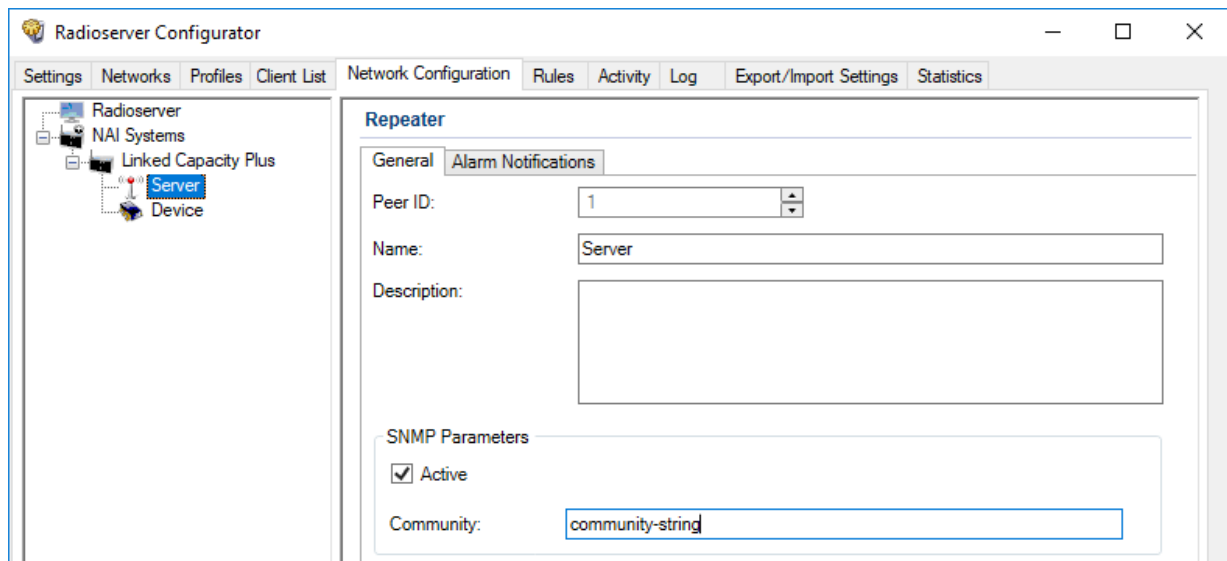 Radioserver Configurator
Settings Networks Profiles Client List Network Configuration Rules Activity Log Export/Import Settings Statistics
Radioserver
NAI Systems
Linked Capacity Plus
Server
Device
Repeater
General Alarm Notifications
Peer ID: 1
Name: Server
Description:
SNMP Parameters
Active
Community: community-string